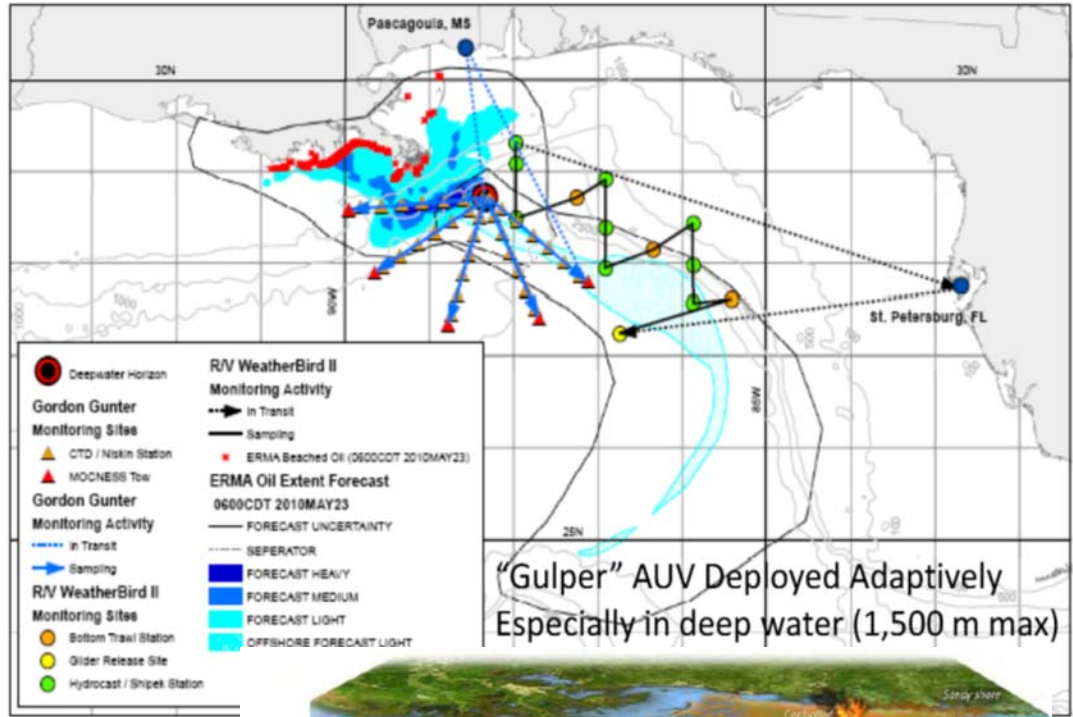 Pascagoula, MS
30N
30N
90W
85W
St. Petersburg, FL
Deepwater Horizon
Gordon Gunter
Monitoring Sites
CTD / Niskin Station
MOCNESS Tow
Gordon Gunter
Monitoring Activity
In Transit
Sampling
R/V WeatherBird II
Monitoring Sites
Bottom Trawl Station
Glider Release Site
Hydrocast / Shipek Station
R/V WeatherBird II
Monitoring Activity
In Transit
Sampling
ERMA Beached Oil (0600CDT 2010MAY23)
ERMA Oil Extent Forecast
0600CDT 2010MAY23
FORECAST UNCERTAINTY
SEPERATOR
FORECAST HEAVY
FORECAST MEDIUM
FORECAST LIGHT
OFFSHORE FORECAST LIGHT
25N
"Gulper" AUV Deployed Adaptively
Especially in deep water (1,500 m max)
Sandy shore